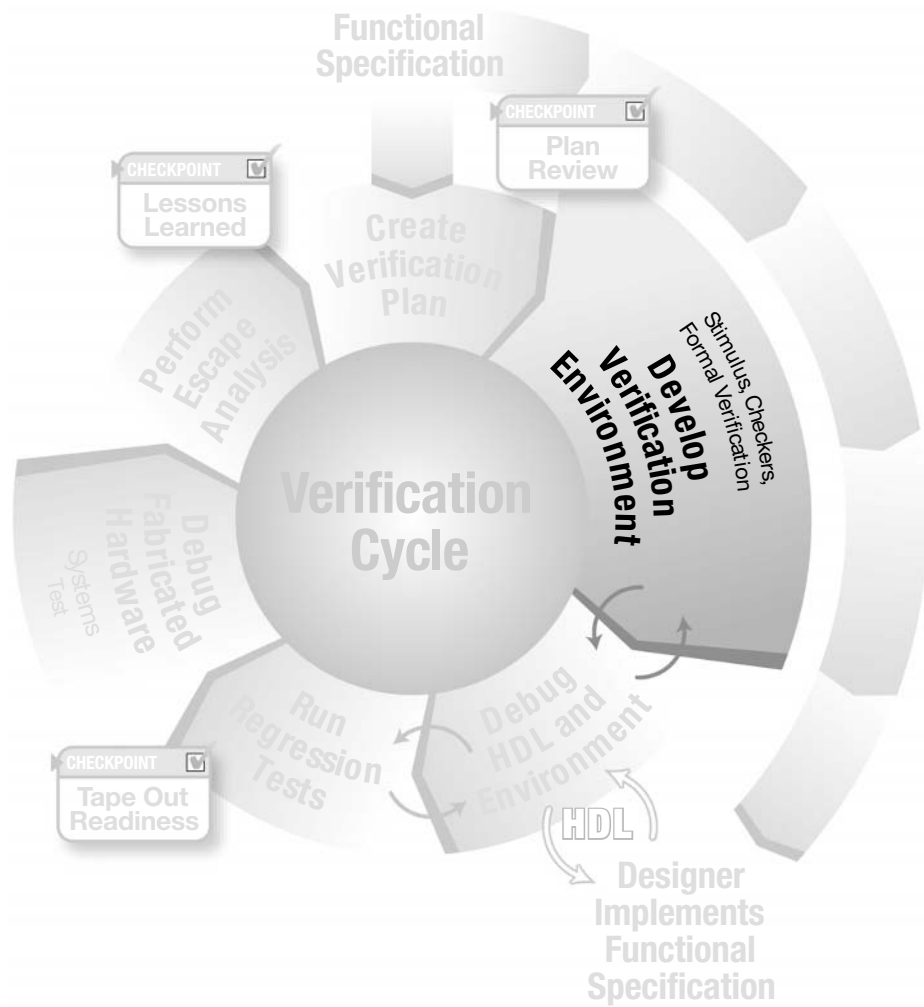 Functional
Specification
CHECKPOINT
Plan
Review
CHECKPOINT
Lessons
Learned
Create
Verification
Plan
Stimulus, Checkers,
Formal Verification
Develop
Verification
Environment
Perform
Escape
Analysis
Verification
Cycle
Debug
Fabricated
Hardware
Systems
Test
Debug
HDL and
Environment
Run
Regression
Tests
CHECKPOINT
Tape Out
Readiness
HDL
Designer
Implements
Functional
Specification